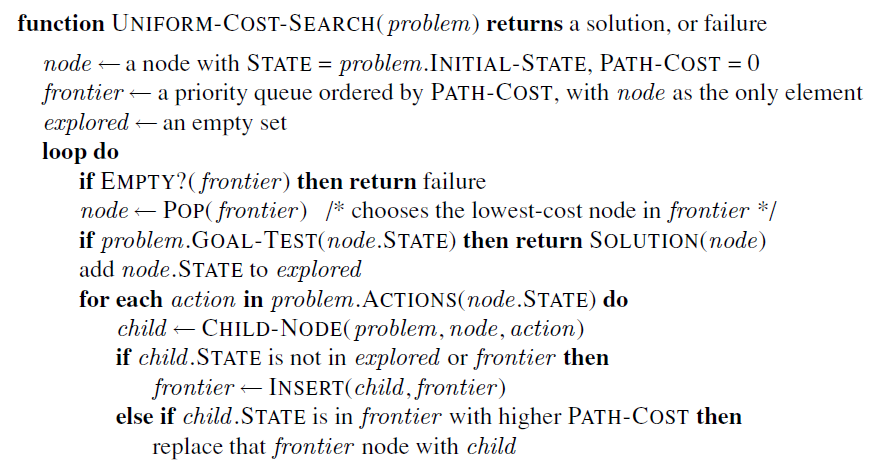 function UNIFORM-COST-SEARCH(problem) returns a solution, or failure
node ← a node with STATE = problem.INITIAL-STATE, PATH-COST = 0
frontier ← a priority queue ordered by PATH-COST, with node as the only element
explored ← an empty set
loop do
if EMPTY?(frontier) then return failure
node ← POP(frontier) /* chooses the lowest-cost node in frontier */
if problem.GOAL-TEST(node.STATE) then return SOLUTION(node)
add node.STATE to explored
for each action in problem.ACTIONS(node.STATE) do
child ← CHILD-NODE(problem, node, action)
if child.STATE is not in explored or frontier then
frontier ← INSERT(child, frontier)
else if child.STATE is in frontier with higher PATH-COST then
replace that frontier node with child